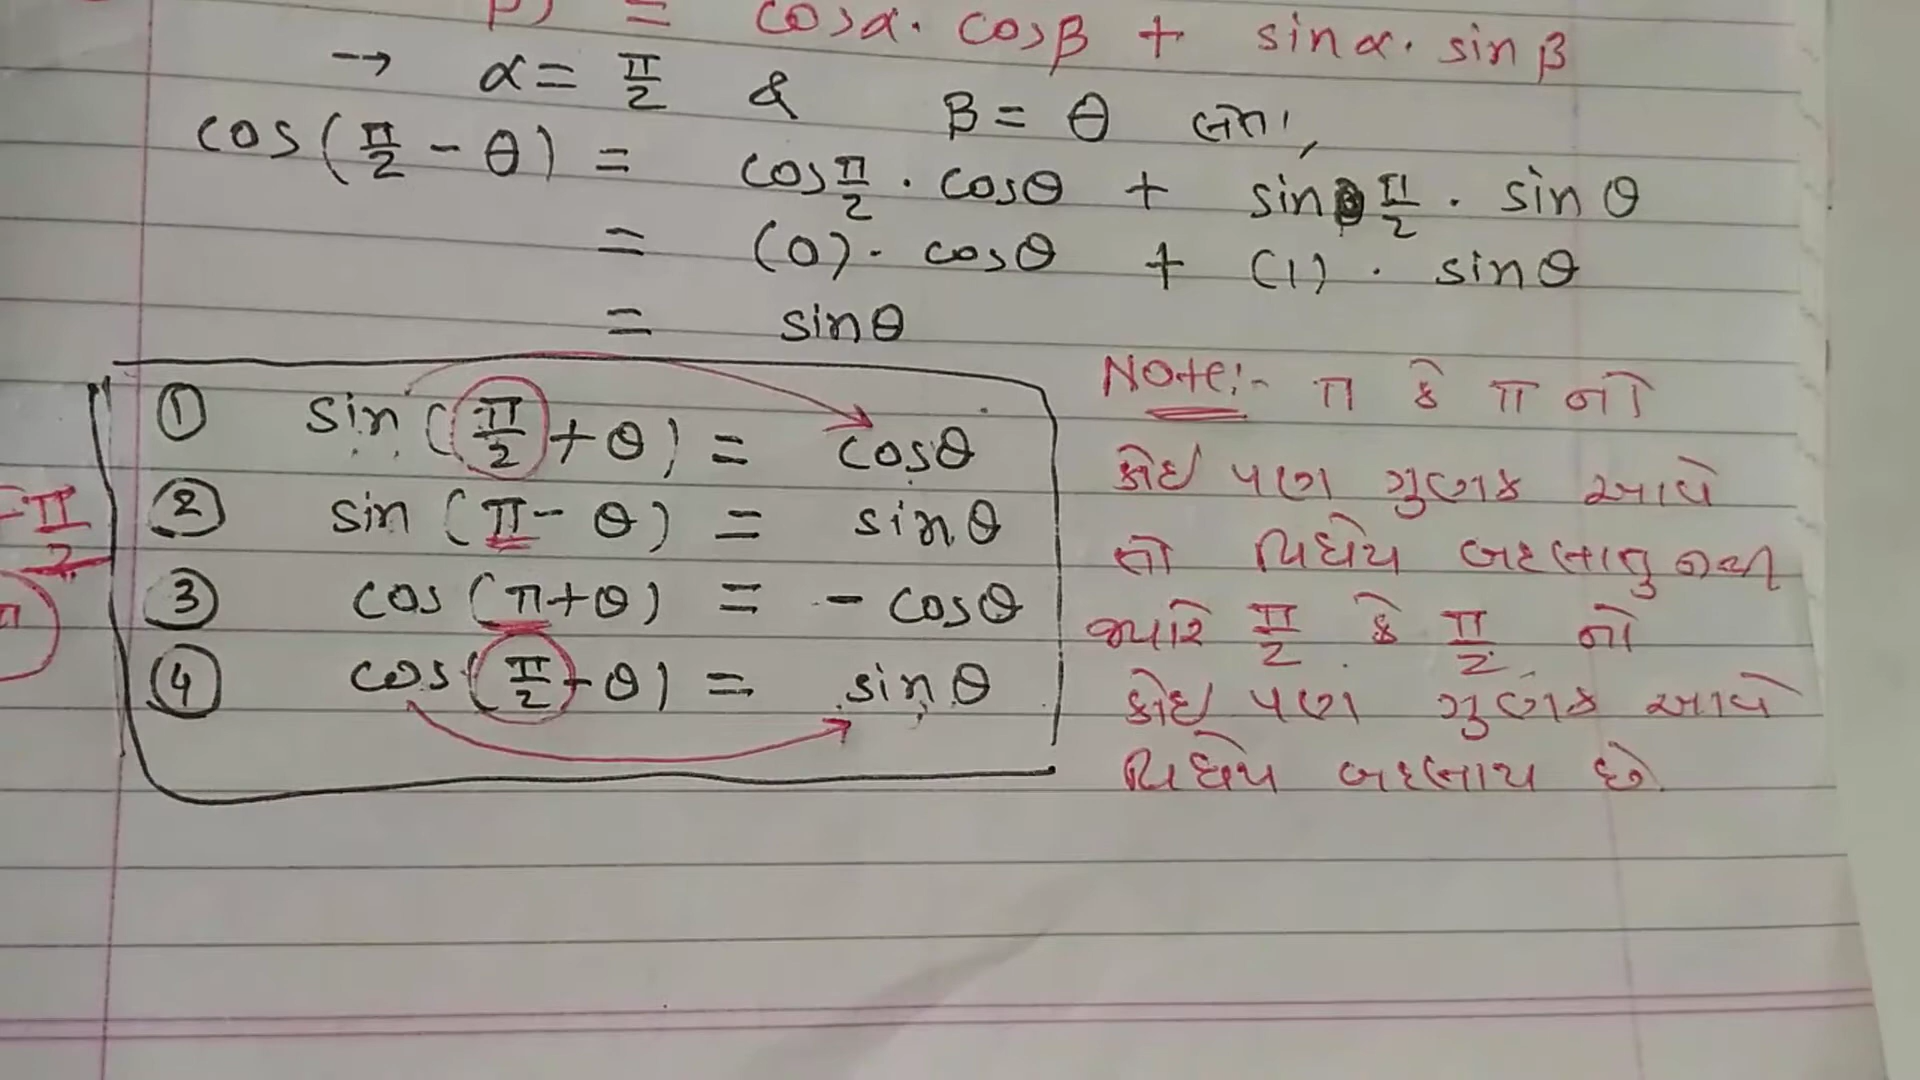 β) = cosα. cosβ + sinα. sinβ
→ α = π/2 & β = θ લેતા,
cos(π/2 - θ) = cos π/2 . cosθ + sin π/2 . sin θ
= (0). cosθ + (1) . sinθ
= sinθ
① sin (π/2 + θ) = cosθ
② sin (π - θ) = sinθ
③ cos (π + θ) = - cosθ
④ cos (π/2 - θ) = sinθ
Note:- π કે π નો
કોઇ પણ ગુણાંક આવે
તો વિધેય બદલાતુ નથી
જ્યારે π/2 કે π/2 નો
કોઇ પણ ગુણાંક આવે
વિધેય બદલાય છે
-π/2
π